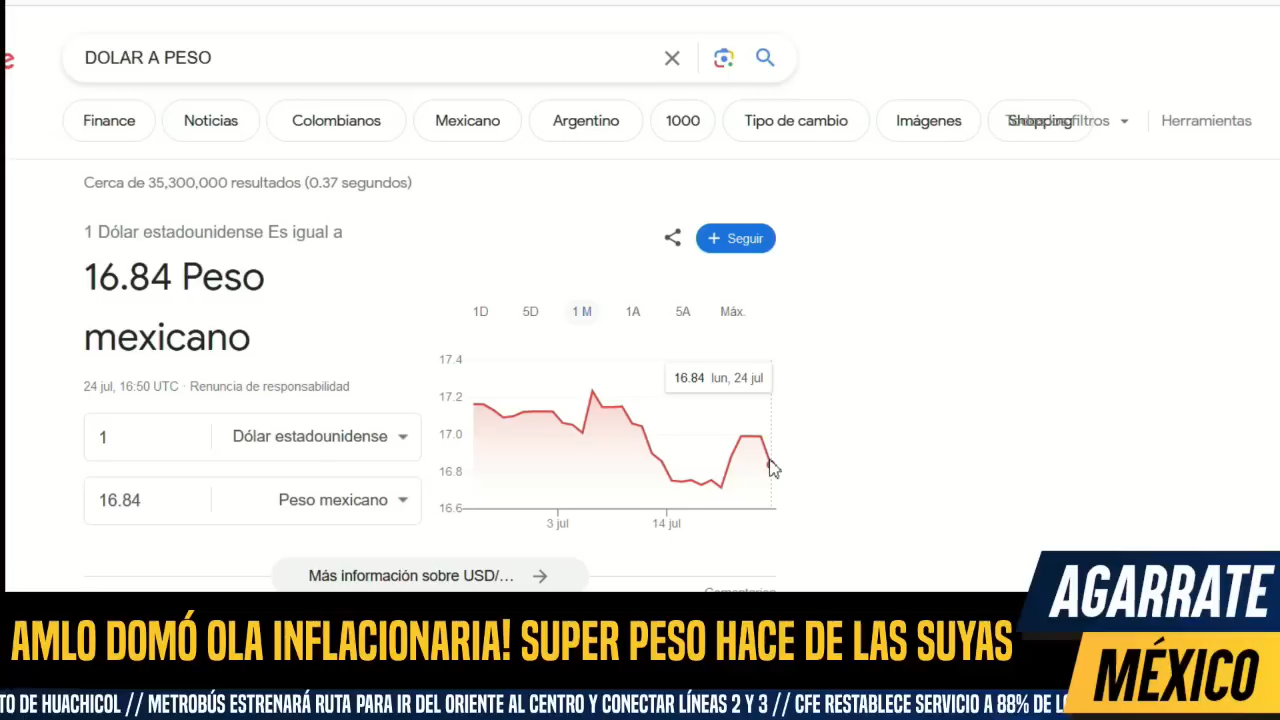 e
DOLAR A PESO
Finance
Noticias
Colombianos
Mexicano
Argentino
1000
Tipo de cambio
Imágenes
Shopping
filtros
Herramientas
Cerca de 35,300,000 resultados (0.37 segundos)
1 Dólar estadounidense Es igual a
Seguir
16.84 Peso
mexicano
24 jul, 16:50 UTC · Renuncia de responsabilidad
1
Dólar estadounidense
16.84
Peso mexicano
1D
5D
1 M
1A
5A
Máx.
17.4
17.2
17.0
16.8
16.6
16.84 lun, 24 jul
3 jul
14 jul
Más información sobre USD/...
AGARRATE
MÉXICO
AMLO DOMÓ OLA INFLACIONARIA! SUPER PESO HACE DE LAS SUYAS
TO DE HUACHICOL // METROBÚS ESTRENARÁ RUTA PARA IR DEL ORIENTE AL CENTRO Y CONECTAR LÍNEAS 2 Y 3 // CFE RESTABLECE SERVICIO A 88% DE L